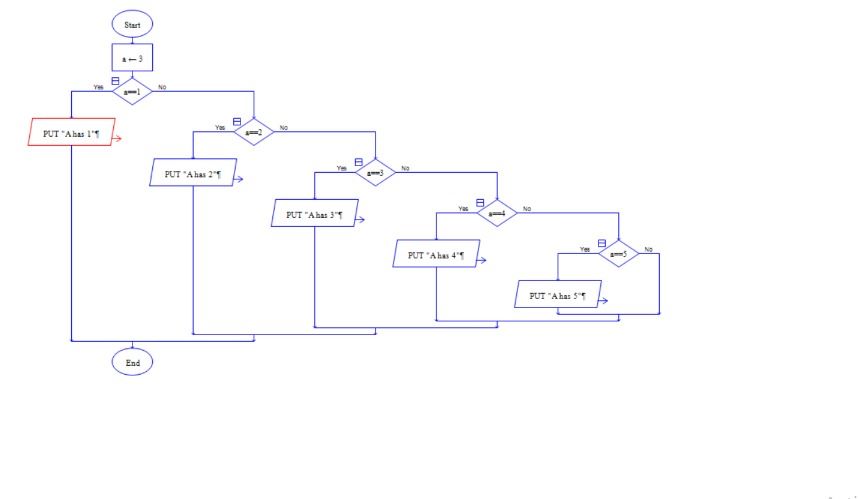 Start
a ← 3
Yes
a==1
No
PUT "A has 1"¶
Yes
a==2
No
PUT "A has 2"¶
Yes
a==3
No
PUT "A has 3"¶
Yes
a==4
No
PUT "A has 4"¶
Yes
a==5
No
PUT "A has 5"¶
End